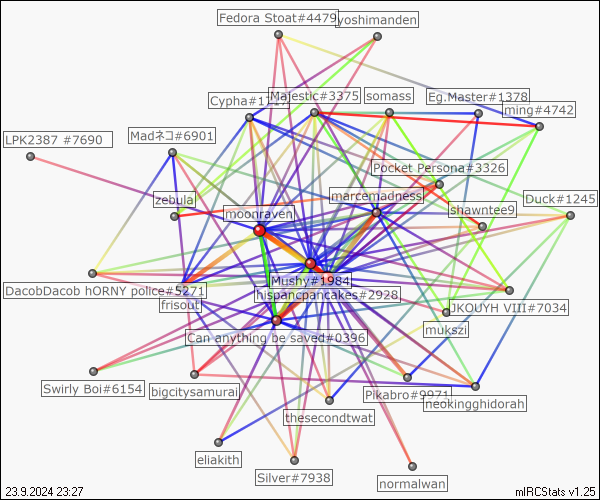 Fedora Stoat#4479
yoshimanden
Majestic#3375
somass
Eg.Master#1378
ming#4742
LPK2387 #7690
Madネコ#6901
Pocket Persona#3326
zebula
marcemadness
Duck#1245
moonraven
shawntee9
Mushy#1984
DacobDacob hORNY police#5271
hispancpancakes#2928
frisout
JKOUYH VIII#7034
mukszi
Can anything be saved#0396
Swirly Boi#6154
bigcitysamurai
Pikabro#9971
neokingghidorah
thesecondtwat
eliakith
Silver#7938
normalwan
23.9.2024 23:27
mIRCStats v1.25